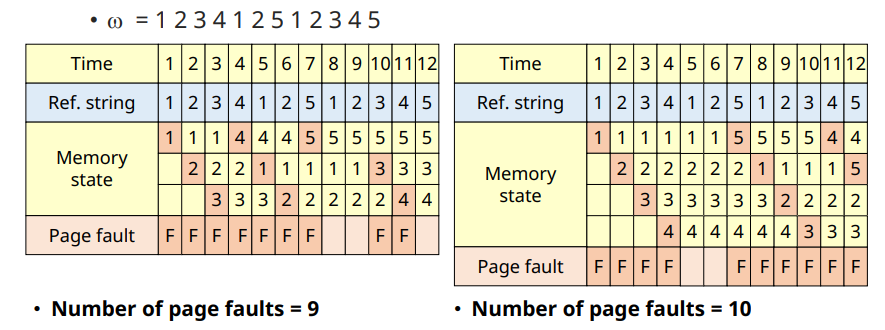 • ω = 1 2 3 4 1 2 5 1 2 3 4 5
Time 1 2 3 4 5 6 7 8 9 10 11 12
Ref. string 1 2 3 4 1 2 5 1 2 3 4 5
Memory state
1 1 1 4 4 4 5 5 5 5 5 5
2 2 2 1 1 1 1 1 3 3 3
3 3 3 2 2 2 2 2 4 4
Page fault F F F F F F F F F
• Number of page faults = 9
Time 1 2 3 4 5 6 7 8 9 10 11 12
Ref. string 1 2 3 4 1 2 5 1 2 3 4 5
Memory state
1 1 1 1 1 1 5 5 5 5 4 4
2 2 2 2 2 2 1 1 1 1 5
3 3 3 3 3 3 2 2 2 2
4 4 4 4 4 4 3 3 3
Page fault F F F F F F F F F F
• Number of page faults = 10